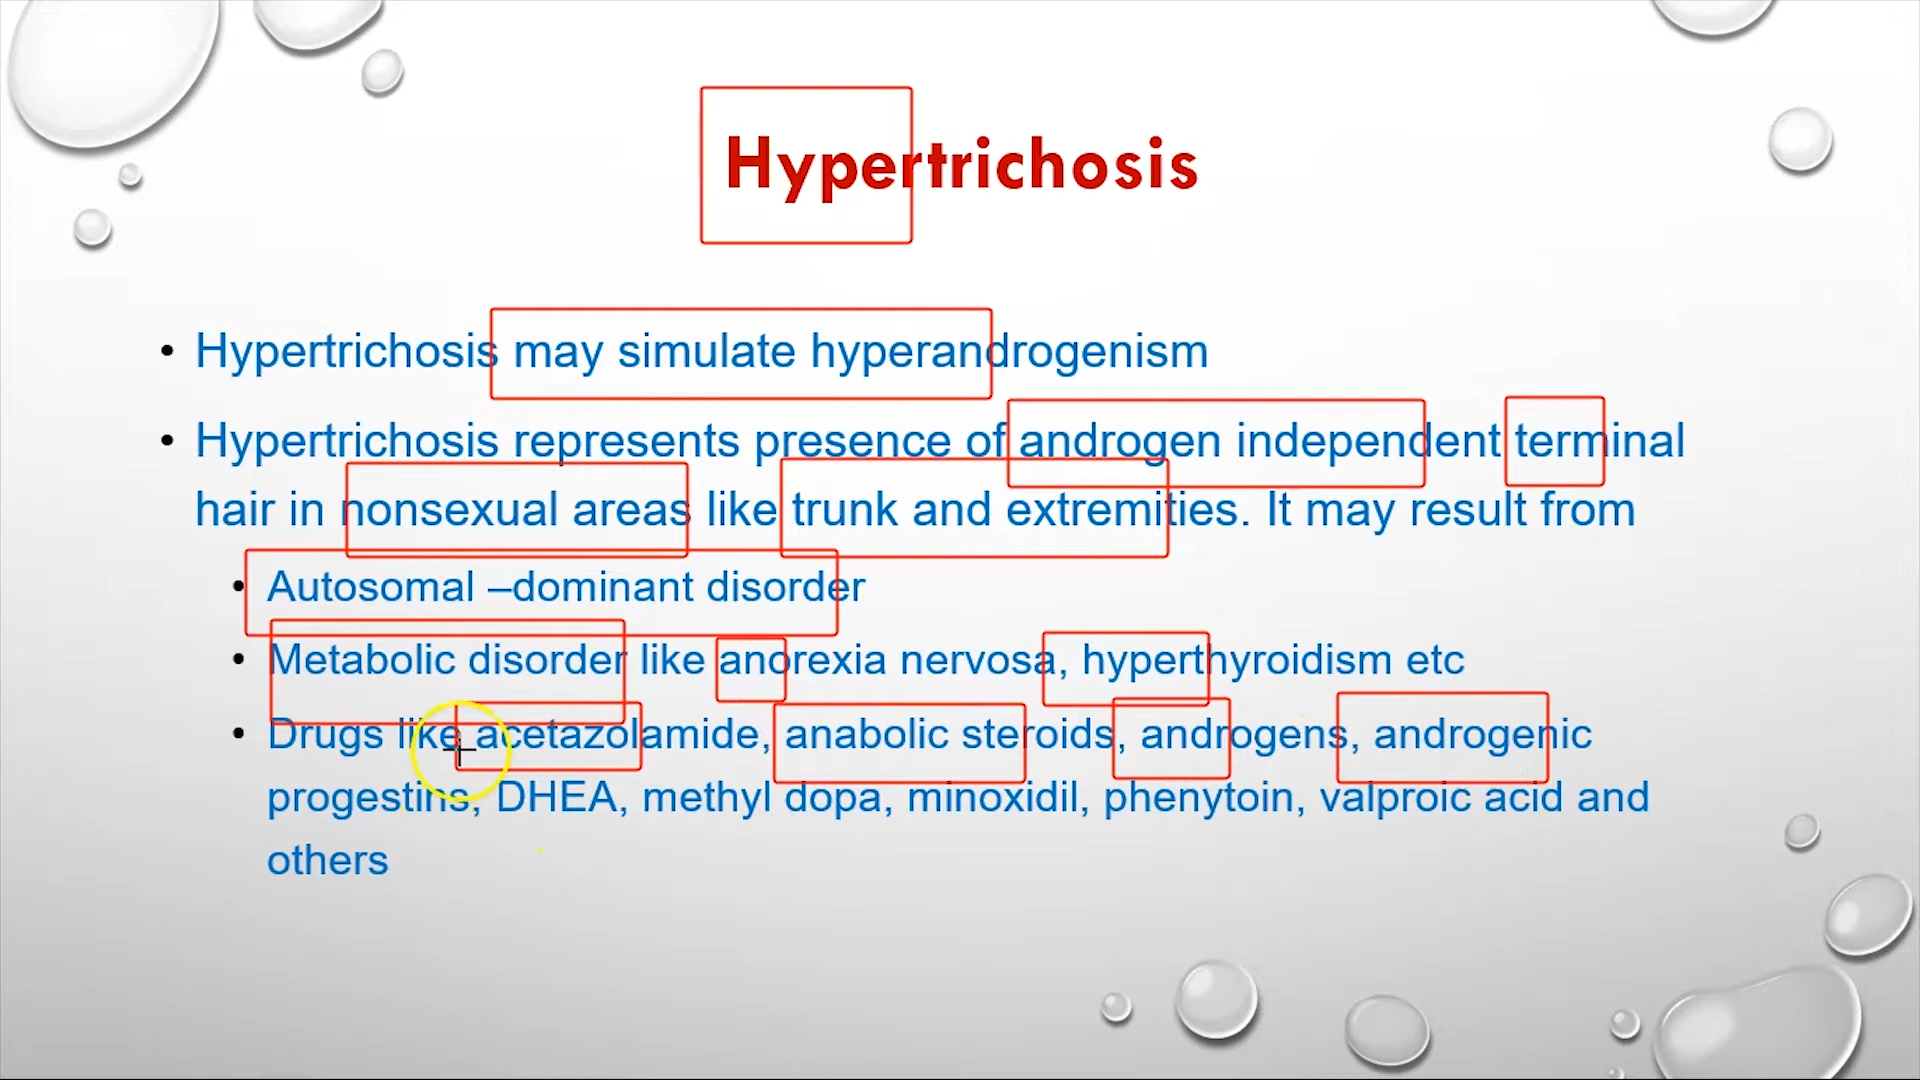 Hypertrichosis
• Hypertrichosis may simulate hyperandrogenism
• Hypertrichosis represents presence of androgen independent terminal
hair in nonsexual areas like trunk and extremities. It may result from
• Autosomal –dominant disorder
• Metabolic disorder like anorexia nervosa, hyperthyroidism etc
• Drugs like acetazolamide, anabolic steroids, androgens, androgenic
progestins, DHEA, methyl dopa, minoxidil, phenytoin, valproic acid and
others